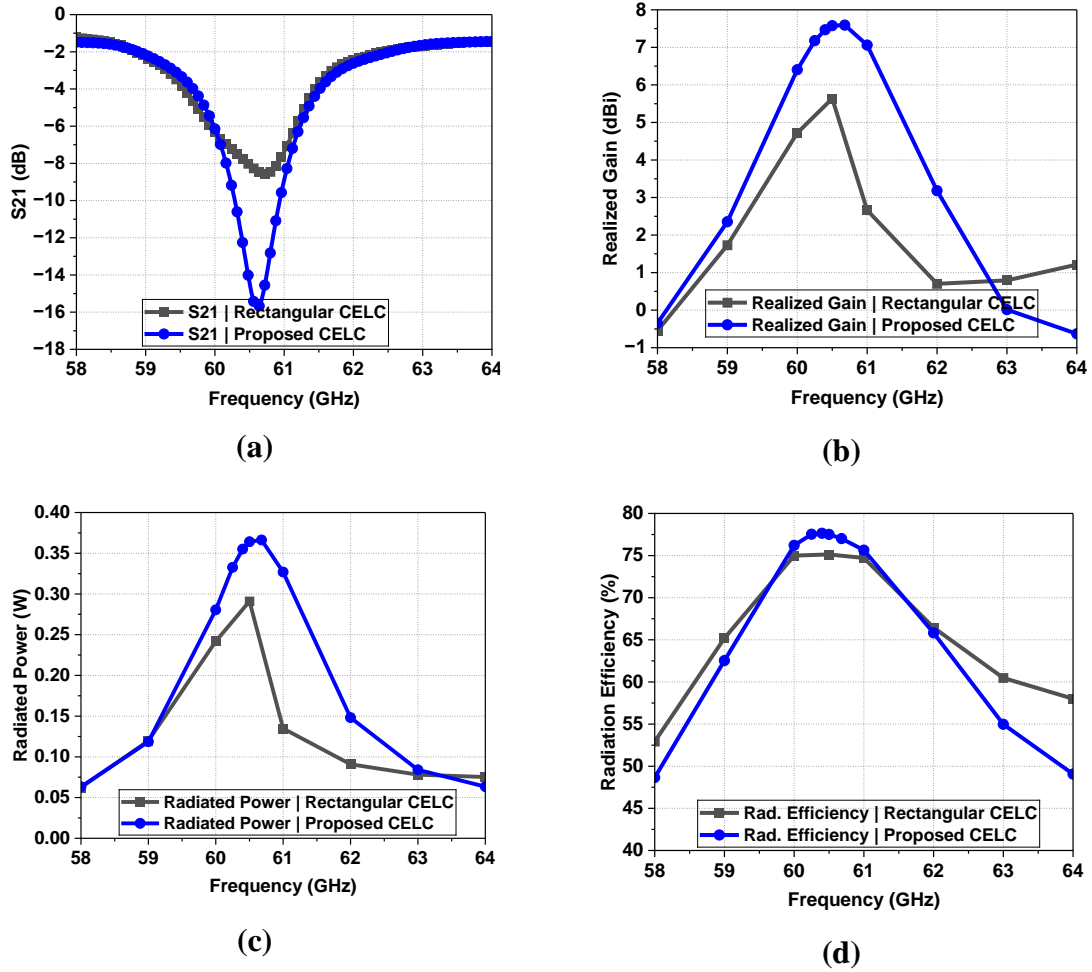 0
−2
−4
−6
−8
−10
−12
−14
−16
−18
S21 (dB)
S21 | Rectangular CELC
S21 | Proposed CELC
58 59 60 61 62 63 64
Frequency (GHz)
(a)
8
7
6
5
4
3
2
1
0
−1
Realized Gain (dBi)
Realized Gain | Rectangular CELC
Realized Gain | Proposed CELC
58 59 60 61 62 63 64
Frequency (GHz)
(b)
0.40
0.35
0.30
0.25
0.20
0.15
0.10
0.05
0.00
Radiated Power (W)
Radiated Power | Rectangular CELC
Radiated Power | Proposed CELC
58 59 60 61 62 63 64
Frequency (GHz)
(c)
80
75
70
65
60
55
50
45
40
Radiation Efficiency (%)
Rad. Efficiency | Rectangular CELC
Rad. Efficiency | Proposed CELC
58 59 60 61 62 63 64
Frequency (GHz)
(d)